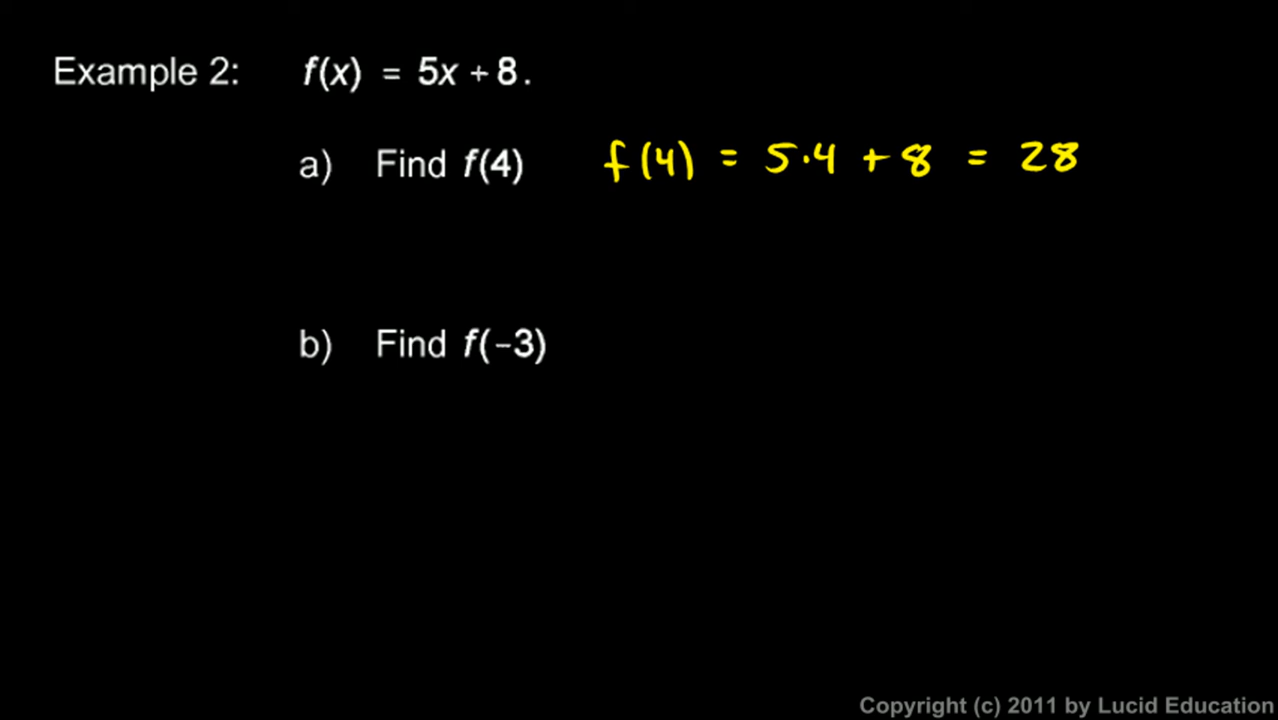 Example 2: f(x) = 5x + 8.
a) Find f(4) f(4) = 5·4 + 8 = 28
b) Find f(−3)
Copyright (c) 2011 by Lucid Education